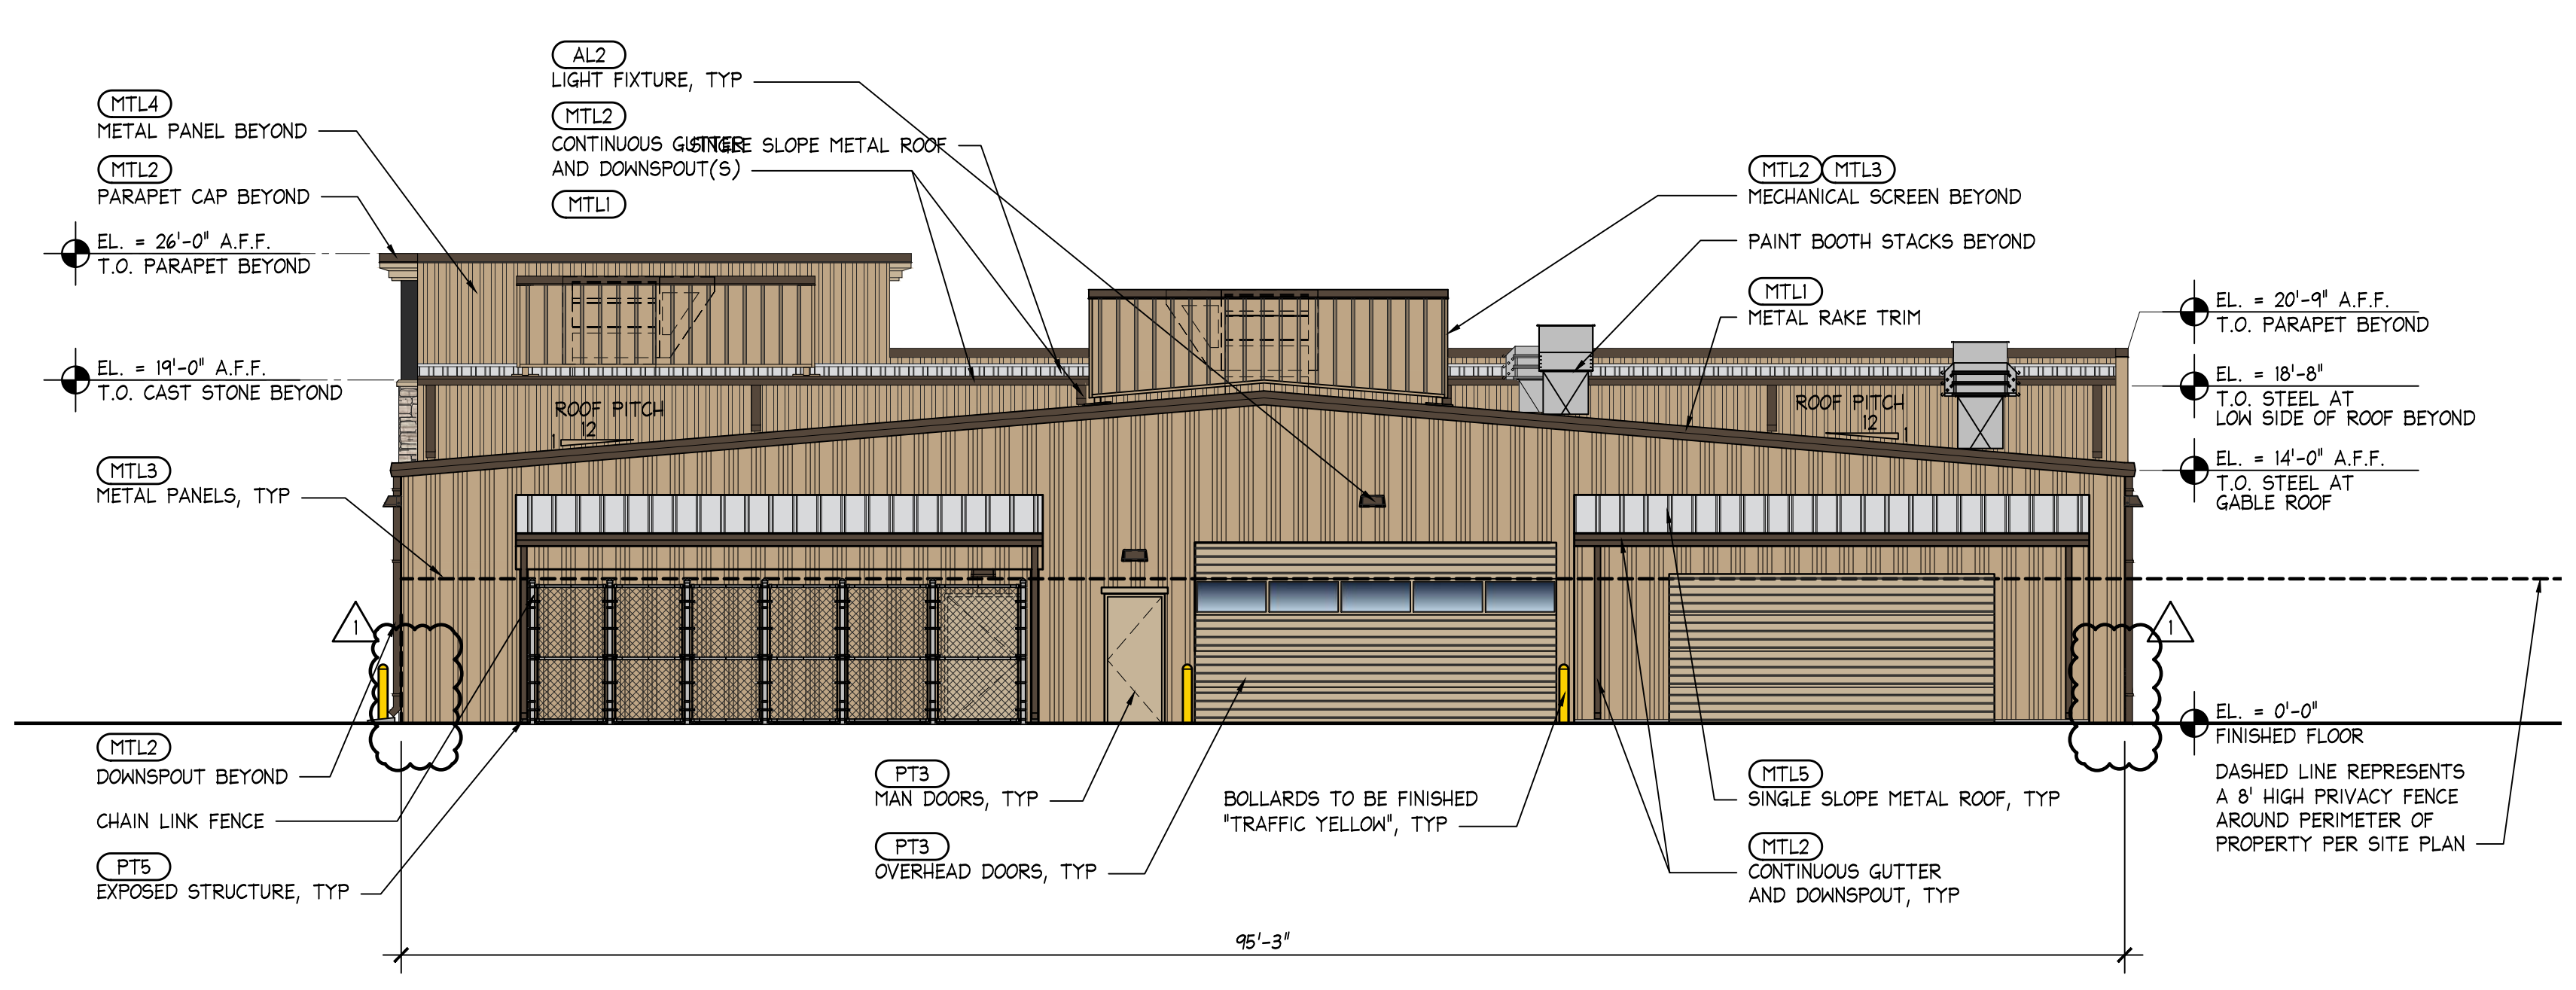 AL2
LIGHT FIXTURE, TYP
MTL2
CONTINUOUS GUTTER
AND DOWNSPOUT(S)
SINGLE SLOPE METAL ROOF
MTL1
MTL4
METAL PANEL BEYOND
MTL2
PARAPET CAP BEYOND
EL. = 26'-0" A.F.F.
T.O. PARAPET BEYOND
EL. = 19'-0" A.F.F.
T.O. CAST STONE BEYOND
MTL3
METAL PANELS, TYP
MTL2 MTL3
MECHANICAL SCREEN BEYOND
PAINT BOOTH STACKS BEYOND
MTL1
METAL RAKE TRIM
EL. = 20'-9" A.F.F.
T.O. PARAPET BEYOND
EL. = 18'-8"
T.O. STEEL AT
LOW SIDE OF ROOF BEYOND
EL. = 14'-0" A.F.F.
T.O. STEEL AT
GABLE ROOF
ROOF PITCH
12
1
ROOF PITCH
12
1
1
1
MTL2
DOWNSPOUT BEYOND
CHAIN LINK FENCE
PT5
EXPOSED STRUCTURE, TYP
PT3
MAN DOORS, TYP
PT3
OVERHEAD DOORS, TYP
BOLLARDS TO BE FINISHED
"TRAFFIC YELLOW", TYP
MTL5
SINGLE SLOPE METAL ROOF, TYP
MTL2
CONTINUOUS GUTTER
AND DOWNSPOUT, TYP
EL. = 0'-0"
FINISHED FLOOR
DASHED LINE REPRESENTS
A 8' HIGH PRIVACY FENCE
AROUND PERIMETER OF
PROPERTY PER SITE PLAN
95'-3"